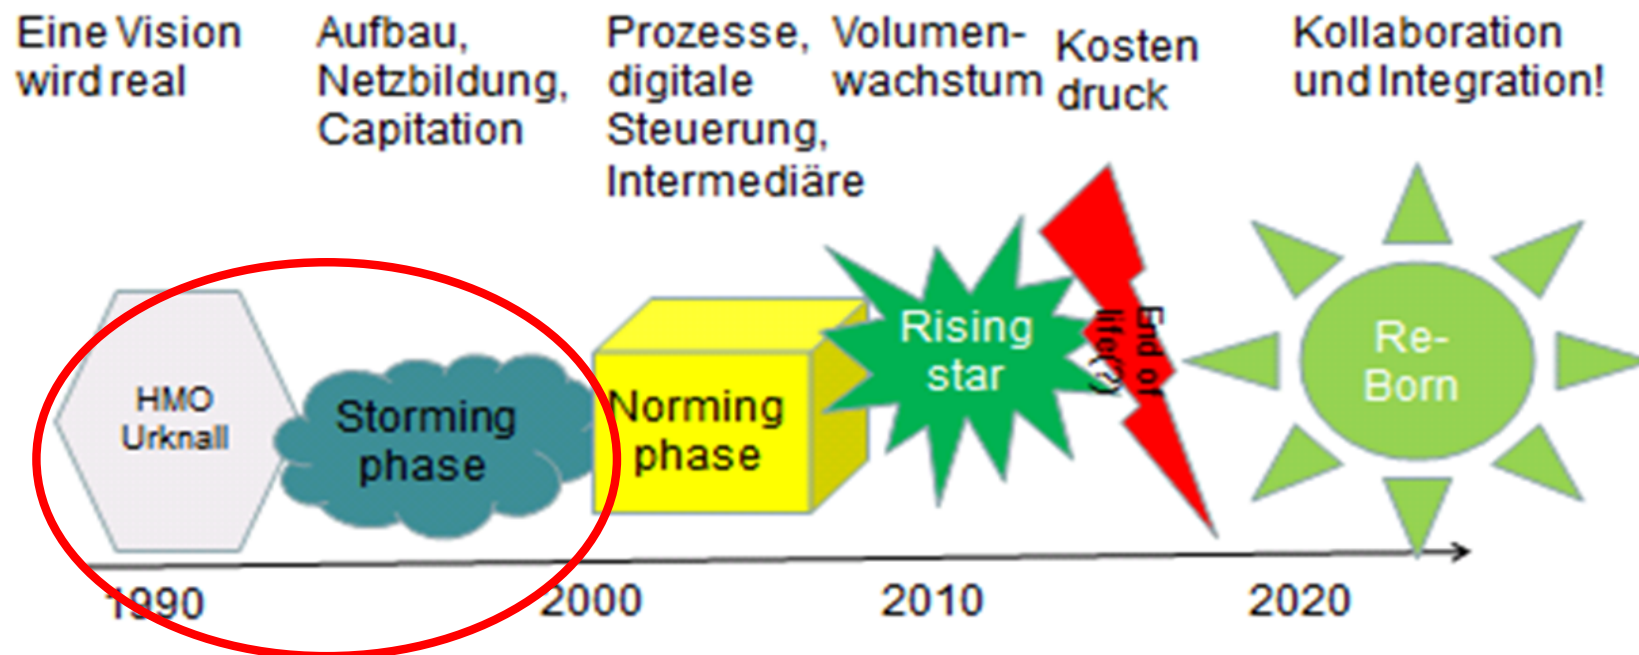 Eine Vision
wird real
Aufbau,
Netzbildung,
Capitation
Prozesse,
digitale
Steuerung,
Intermediäre
Volumen-
wachstum
Kosten
druck
Kollaboration
und Integration!
HMO
Urknall
Storming
phase
Norming
phase
Rising
star
End of
life(?)
Re-
Born
1990
2000
2010
2020